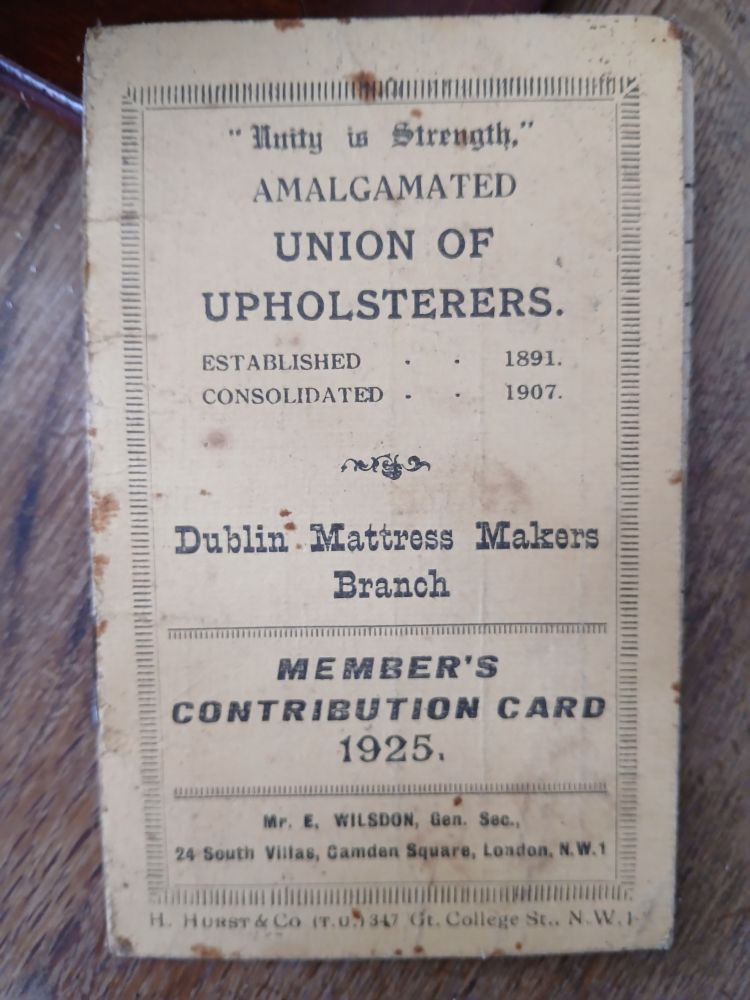 "Unity is Strength,"
AMALGAMATED
UNION OF
UPHOLSTERERS.
ESTABLISHED . . 1891.
CONSOLIDATED . . 1907.
Dublin Mattress Makers
Branch
MEMBER'S
CONTRIBUTION CARD
1925.
Mr. E. WILSDON, Gen. Sec.,
24 South Villas, Camden Square, London, N.W.1
H. HURST & CO (T.U.) 347 Gt. College St., N.W.1